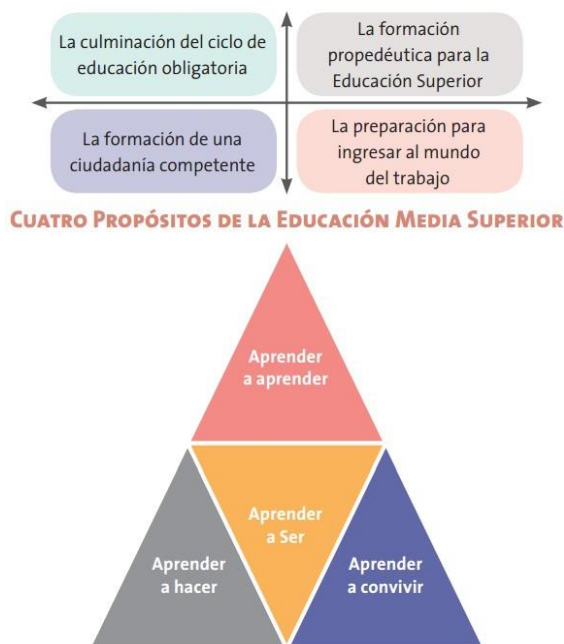 La culminación del ciclo de
educación obligatoria
La formación
propedéutica para la
Educación Superior
La formación de una
ciudadanía competente
La preparación para
ingresar al mundo
del trabajo
Cuatro Propósitos de la Educación Media Superior
Aprender
a aprender
Aprender
a Ser
Aprender
a hacer
Aprender
a convivir